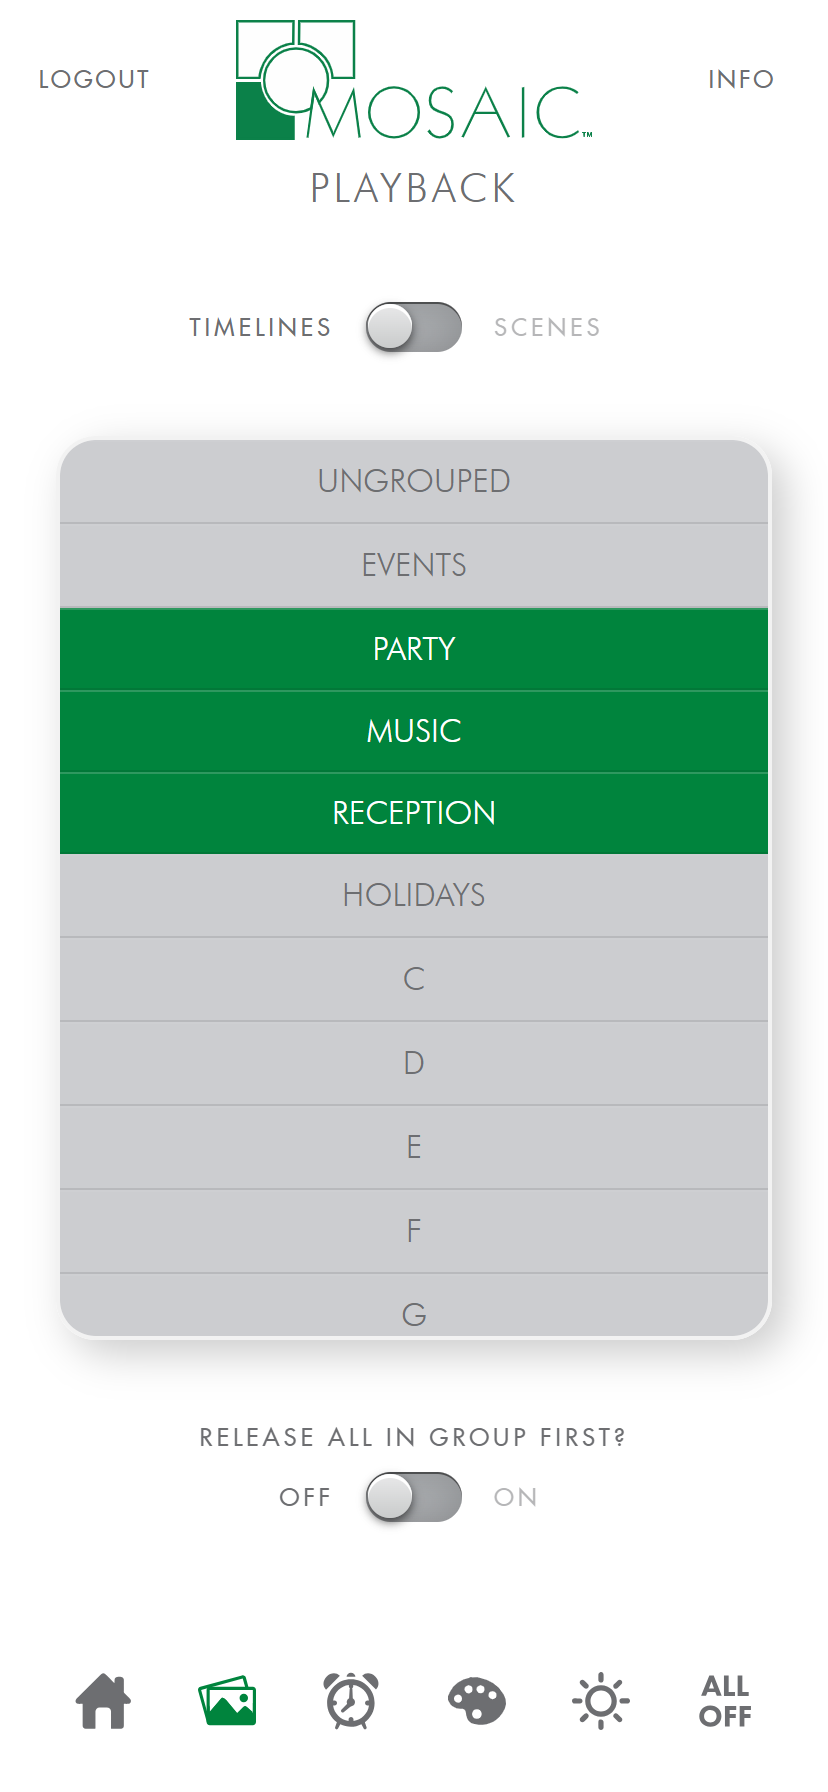 LOGOUT
MOSAIC™
INFO
PLAYBACK
TIMELINES
SCENES
UNGROUPED
EVENTS
PARTY
MUSIC
RECEPTION
HOLIDAYS
C
D
E
F
G
RELEASE ALL IN GROUP FIRST?
OFF
ON
ALL
OFF